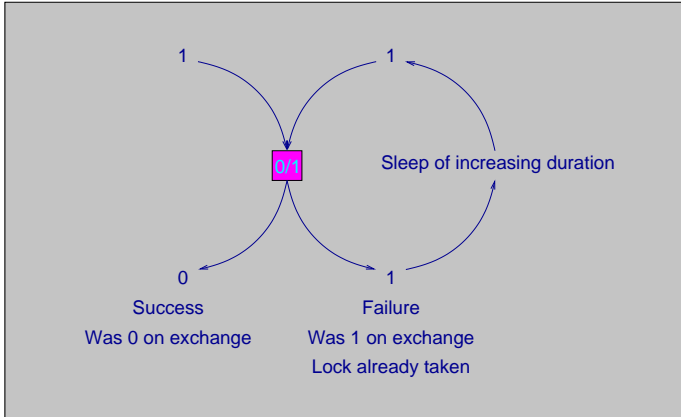 1
1
0/1
Sleep of increasing duration
0
1
Success
Failure
Was 0 on exchange
Was 1 on exchange
Lock already taken